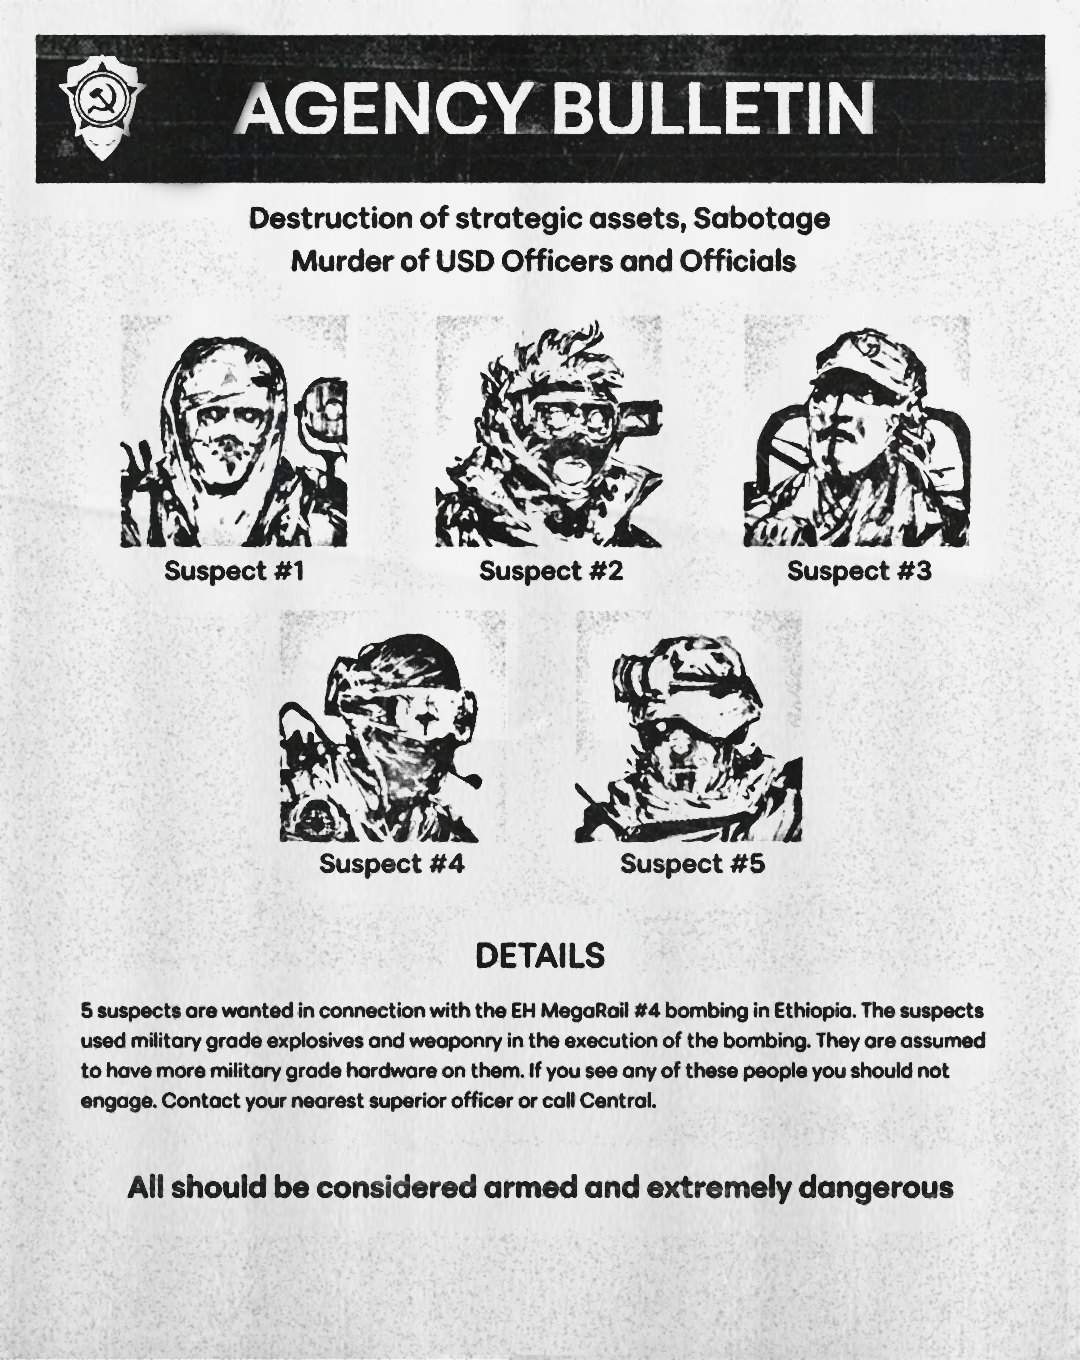 AGENCY BULLETIN
Destruction of strategic assets, Sabotage
Murder of USD Officers and Officials
Suspect #1
Suspect #2
Suspect #3
Suspect #4
Suspect #5
DETAILS
5 suspects are wanted in connection with the EH MegaRail #4 bombing in Ethiopia. The suspects
used military grade explosives and weaponry in the execution of the bombing. They are assumed
to have more military grade hardware on them. If you see any of these people you should not
engage. Contact your nearest superior officer or call Central.
All should be considered armed and extremely dangerous